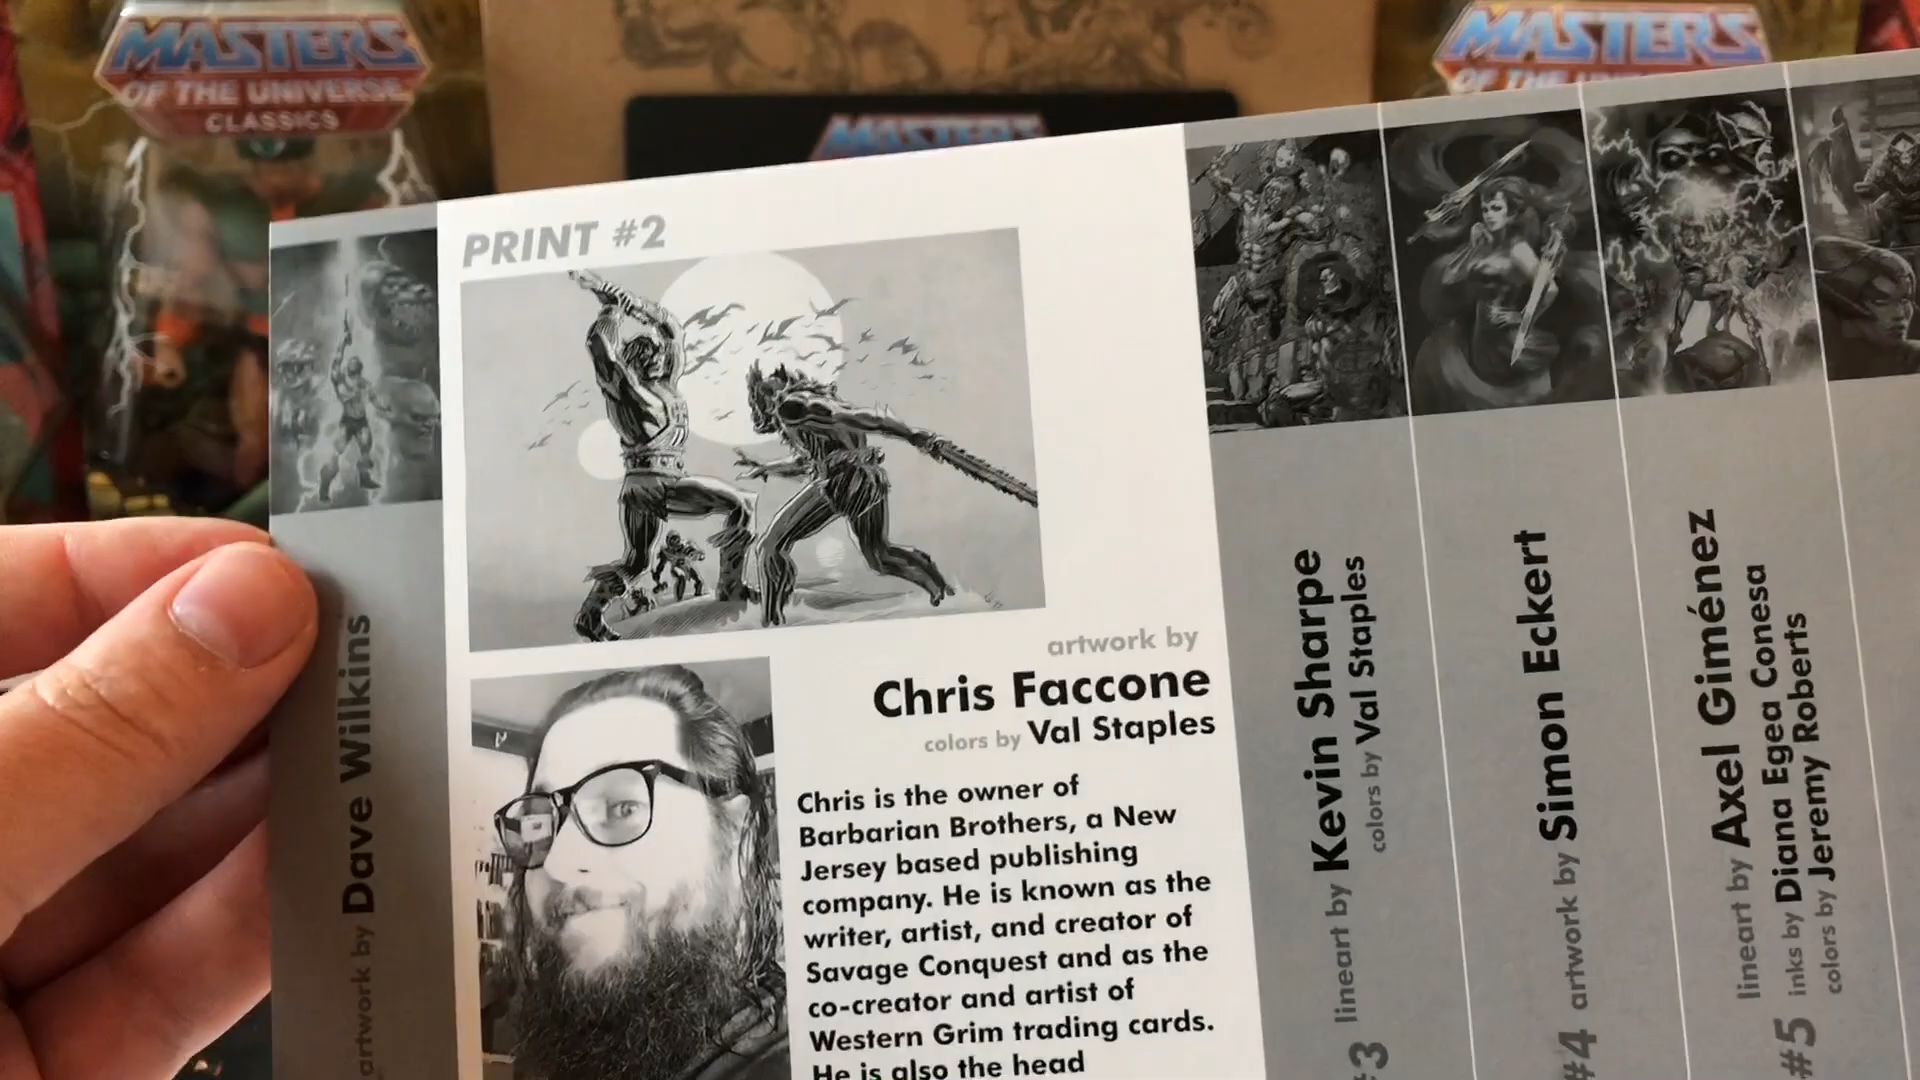 MASTERS
OF THE UNIVERSE
CLASSICS
MASTERS
MASTERS
OF THE
artwork by Dave Wilkins
PRINT #2
artwork by
Chris Faccone
colors by Val Staples
Chris is the owner of
Barbarian Brothers, a New
Jersey based publishing
company. He is known as the
writer, artist, and creator of
Savage Conquest and as the
co-creator and artist of
Western Grim trading cards.
He is also the head
#3 lineart by Kevin Sharpe
colors by Val Staples
#4 artwork by Simon Eckert
#5 lineart by Axel Giménez
inks by Diana Egea Conesa
colors by Jeremy Roberts